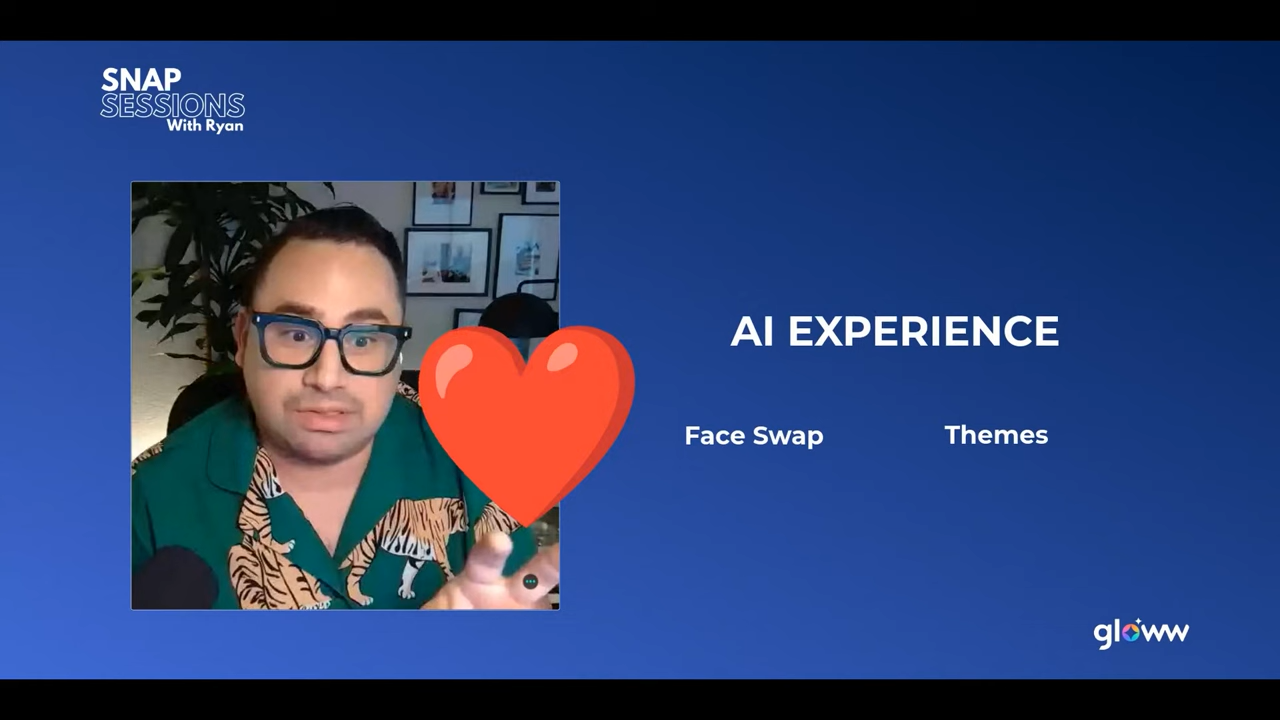 SNAP
SESSIONS
With Ryan
AI EXPERIENCE
Face Swap
Themes
gloww